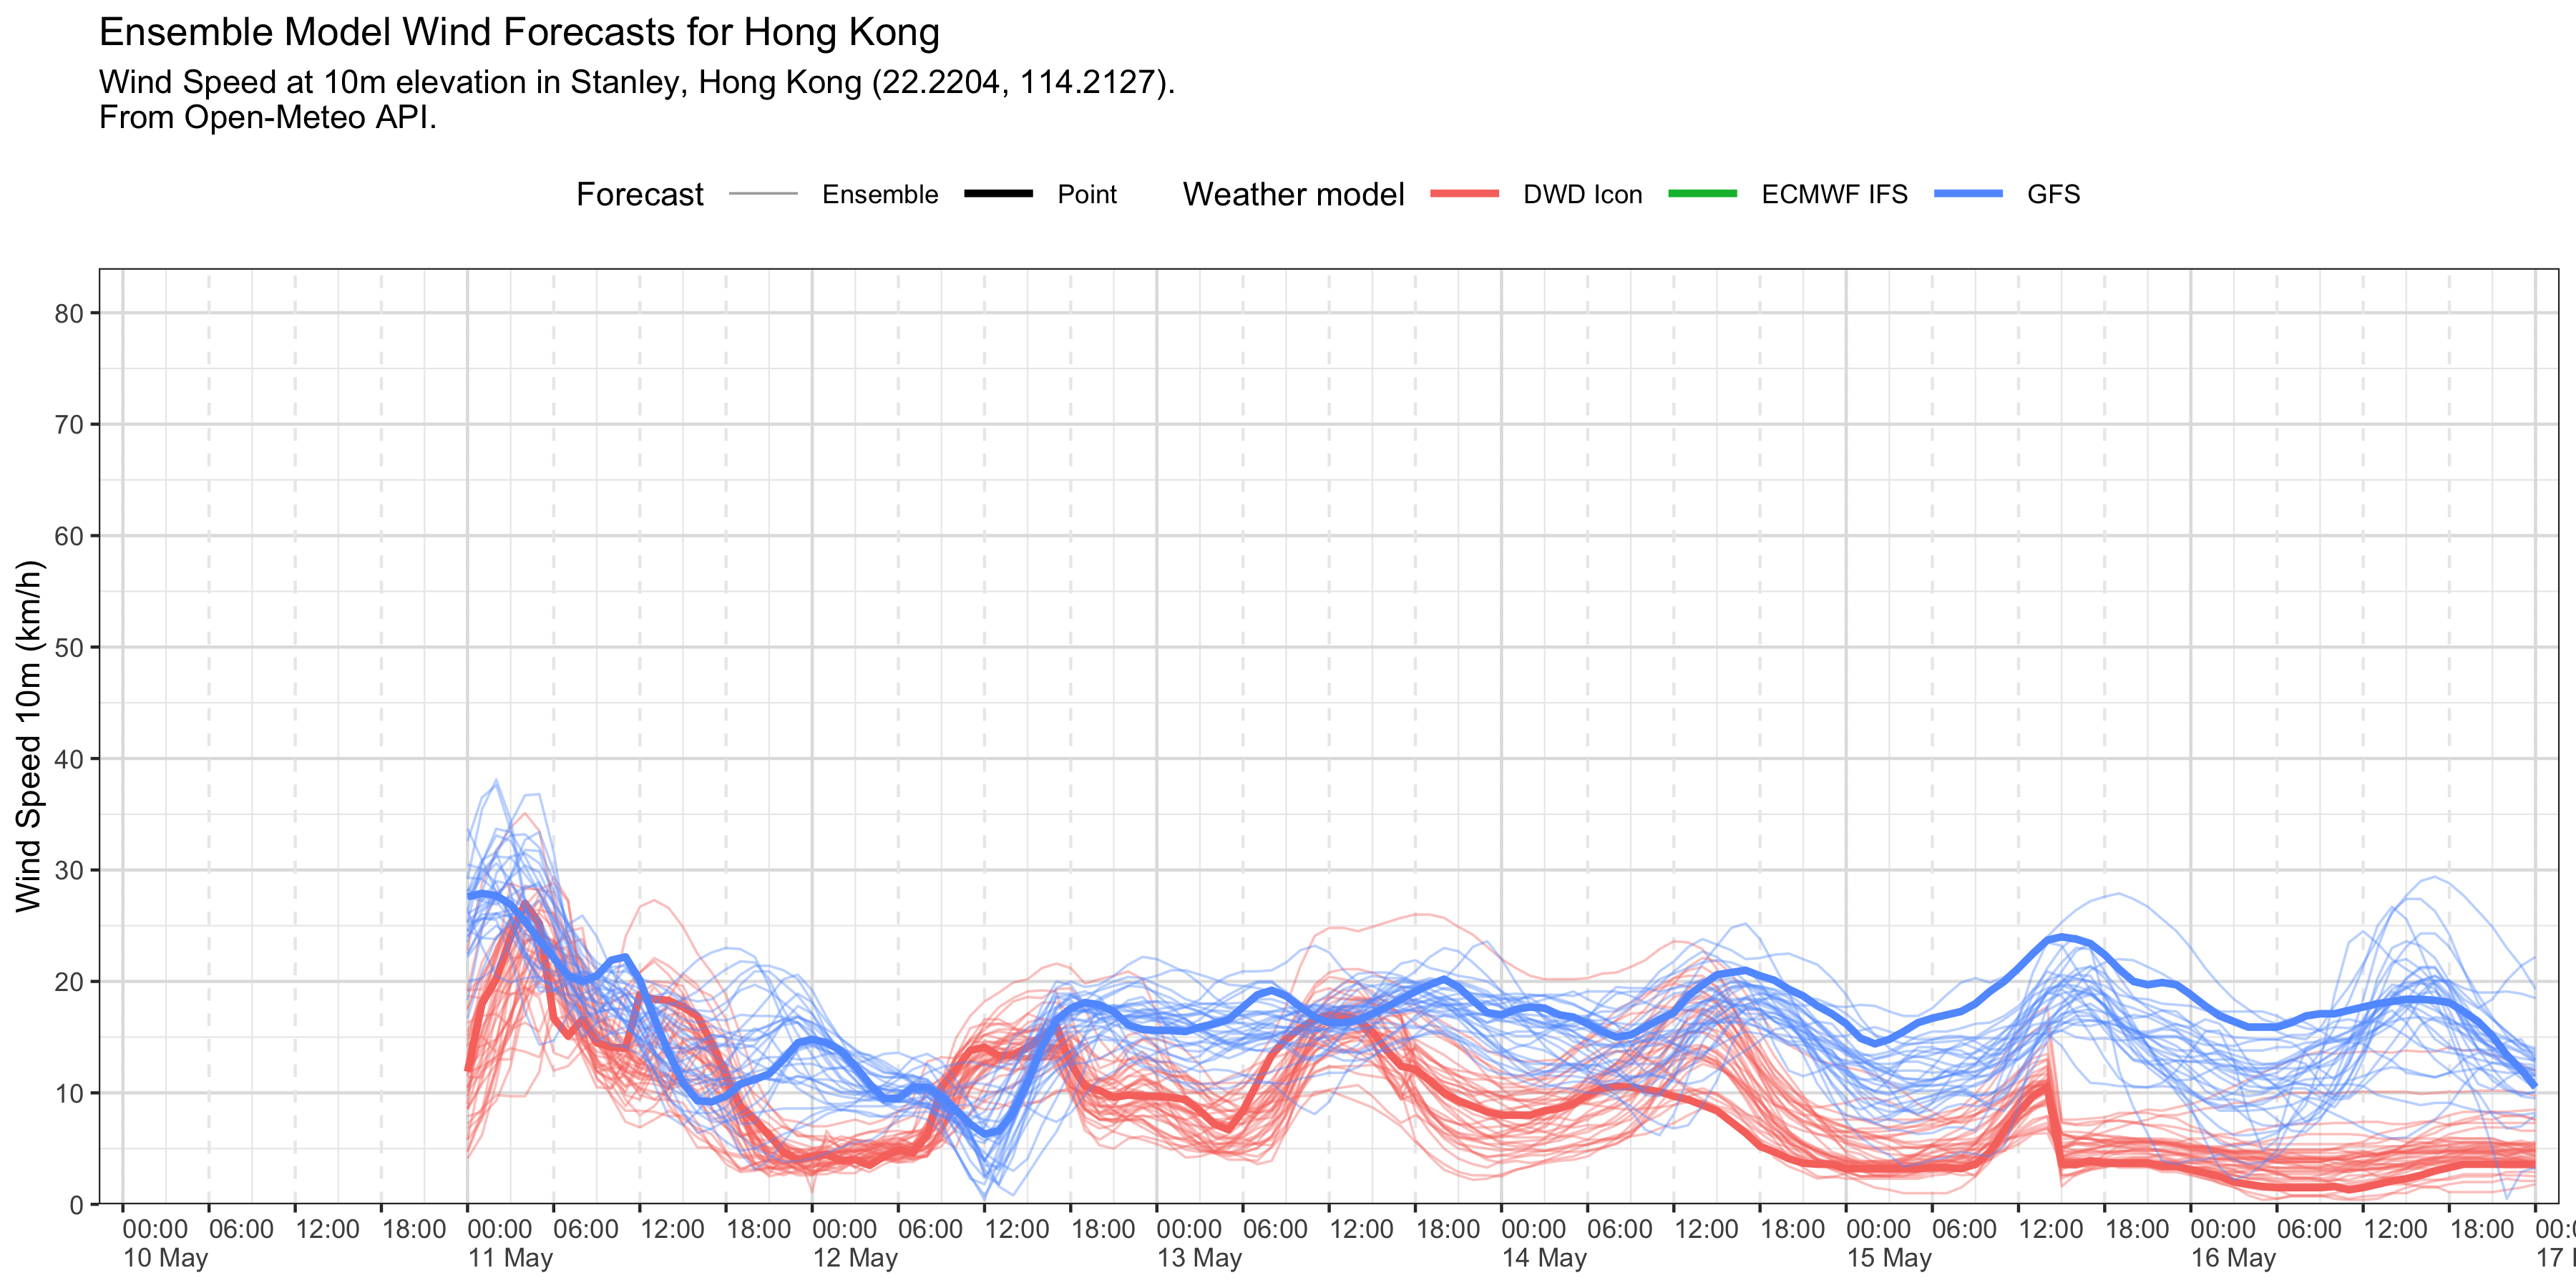 Ensemble Model Wind Forecasts for Hong Kong
Wind Speed at 10m elevation in Stanley, Hong Kong (22.2204, 114.2127).
From Open-Meteo API.
Forecast Ensemble Point Weather model DWD Icon ECMWF IFS GFS
Wind Speed 10m (km/h)
80
70
60
50
40
30
20
10
0
00:00 06:00 12:00 18:00 00:00 06:00 12:00 18:00 00:00 06:00 12:00 18:00 00:00 06:00 12:00 18:00 00:00 06:00 12:00 18:00 00:00 06:00 12:00 18:00 00:00 06:00 12:00 18:00
10 May 11 May 12 May 13 May 14 May 15 May 16 May 17